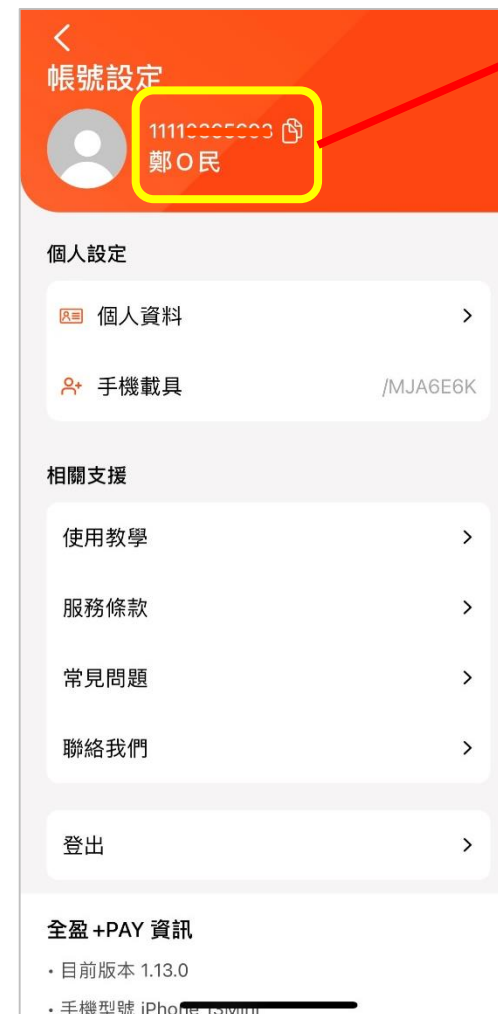 帳號設定
鄭O民
個人設定
個人資料
手機載具 /MJA6E6K
相關支援
使用教學
服務條款
常見問題
聯絡我們
登出
全盈+PAY 資訊
• 目前版本 1.13.0
• 手機型號 iPhone 13Mini